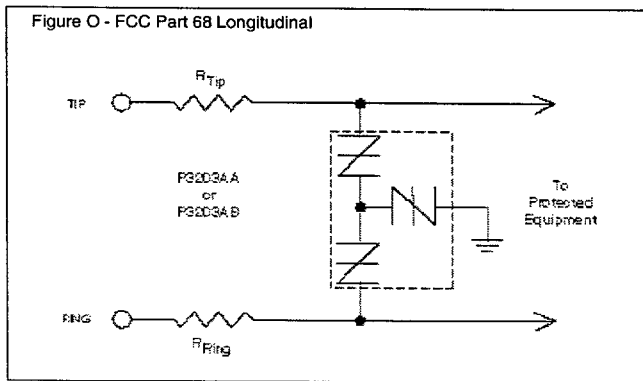 Figure O - FCC Part 68 Longitudinal
RTip
TIP
P3203AA
or
P3203AB
To
Protected
Equipment
RING
RRing